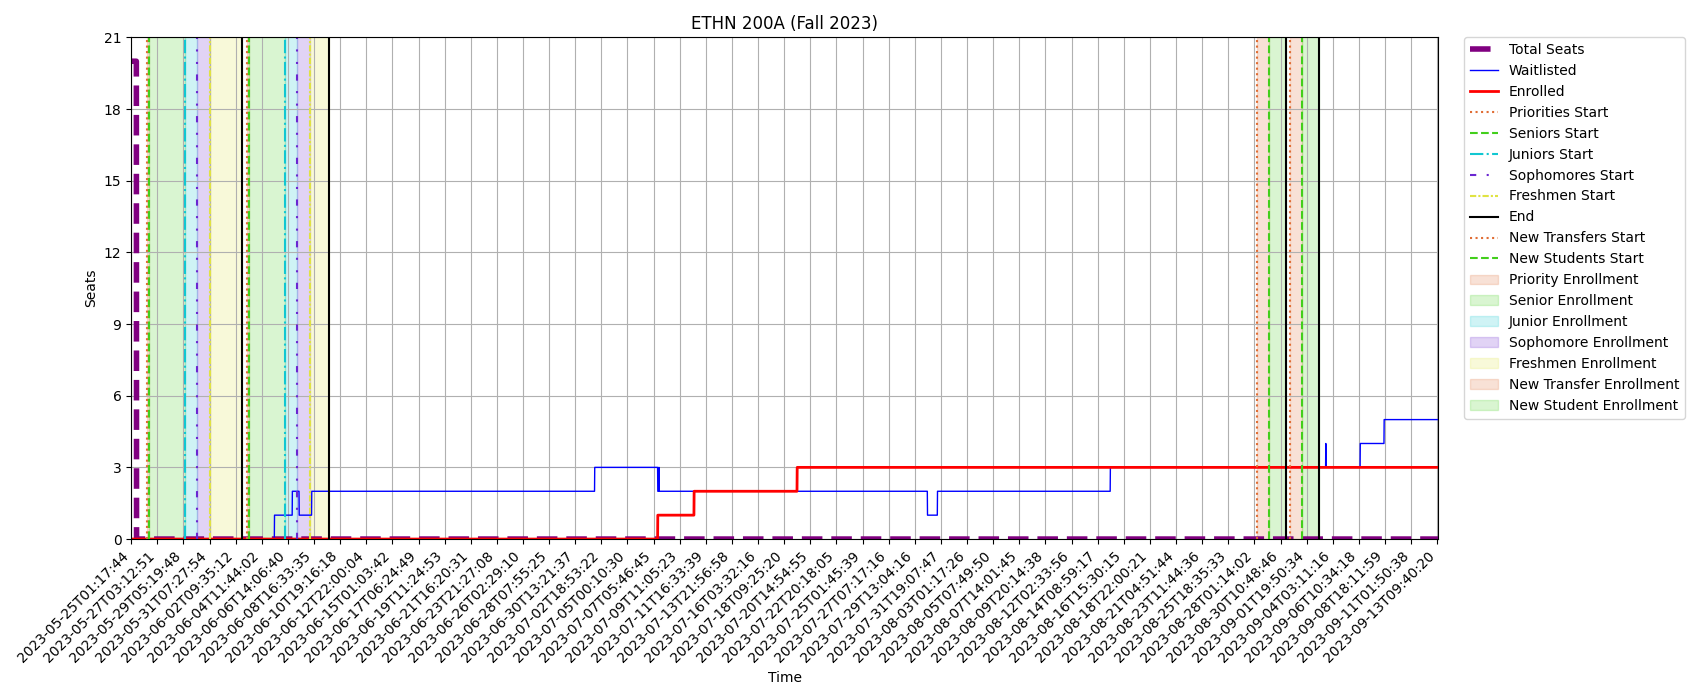 ETHN 200A (Fall 2023)
21
18
15
12
9
6
3
0
Seats
2023-05-25T01:17:44
2023-05-27T03:12:51
2023-05-29T05:19:48
2023-05-31T07:27:54
2023-06-02T09:35:12
2023-06-04T11:44:02
2023-06-06T14:06:40
2023-06-08T16:33:35
2023-06-10T19:16:18
2023-06-12T22:00:04
2023-06-15T01:03:42
2023-06-17T06:24:49
2023-06-19T11:24:53
2023-06-21T16:20:31
2023-06-23T21:27:08
2023-06-26T02:29:10
2023-06-28T07:55:25
2023-06-30T13:21:37
2023-07-02T18:53:22
2023-07-05T00:10:30
2023-07-07T05:46:45
2023-07-09T11:05:23
2023-07-11T16:33:39
2023-07-13T21:56:58
2023-07-16T03:32:16
2023-07-18T09:25:20
2023-07-20T14:54:55
2023-07-22T20:18:05
2023-07-25T01:45:39
2023-07-27T07:17:16
2023-07-29T13:04:16
2023-07-31T19:07:47
2023-08-03T01:17:26
2023-08-05T07:49:50
2023-08-07T14:01:45
2023-08-09T20:14:38
2023-08-12T02:33:56
2023-08-14T08:59:17
2023-08-16T15:30:15
2023-08-18T22:00:21
2023-08-21T04:51:44
2023-08-23T11:44:36
2023-08-25T18:35:33
2023-08-28T01:14:02
2023-08-30T10:48:46
2023-09-01T19:50:34
2023-09-04T03:11:16
2023-09-06T10:34:18
2023-09-08T18:11:59
2023-09-11T01:50:38
2023-09-13T09:40:20
Time
Total Seats
Waitlisted
Enrolled
Priorities Start
Seniors Start
Juniors Start
Sophomores Start
Freshmen Start
End
New Transfers Start
New Students Start
Priority Enrollment
Senior Enrollment
Junior Enrollment
Sophomore Enrollment
Freshmen Enrollment
New Transfer Enrollment
New Student Enrollment